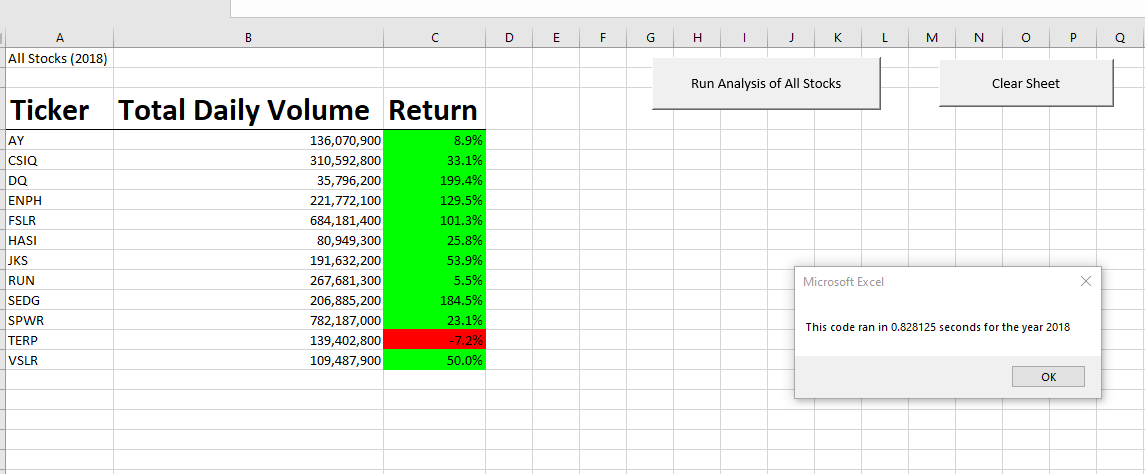 A B C D E F G H I J K L M N O P Q
All Stocks (2018)
Run Analysis of All Stocks Clear Sheet
Ticker Total Daily Volume Return
AY 136,070,900 8.9%
CSIQ 310,592,800 33.1%
DQ 35,796,200 199.4%
ENPH 221,772,100 129.5%
FSLR 684,181,400 101.3%
HASI 80,949,300 25.8%
JKS 191,632,200 53.9%
RUN 267,681,300 5.5%
SEDG 206,885,200 184.5%
SPWR 782,187,000 23.1%
TERP 139,402,800 -7.2%
VSLR 109,487,900 50.0%
Microsoft Excel
This code ran in 0.828125 seconds for the year 2018
OK